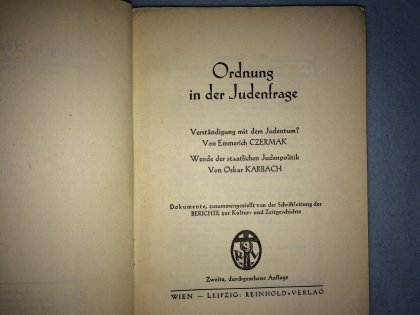 Ordnung
in der Judenfrage
Verständigung mit dem Judentum?
Von Emmerich CZERMAK
Wende der staatlichen Judenpolitik
Von Oskar KARBACH
Dokumente, zusammengestellt von der Schriftleitung der
BERICHTE zur Kultur- und Zeitgeschichte
R
Zweite, durchgesehene Auflage
WIEN — LEIPZIG: REINHOLD-VERLAG